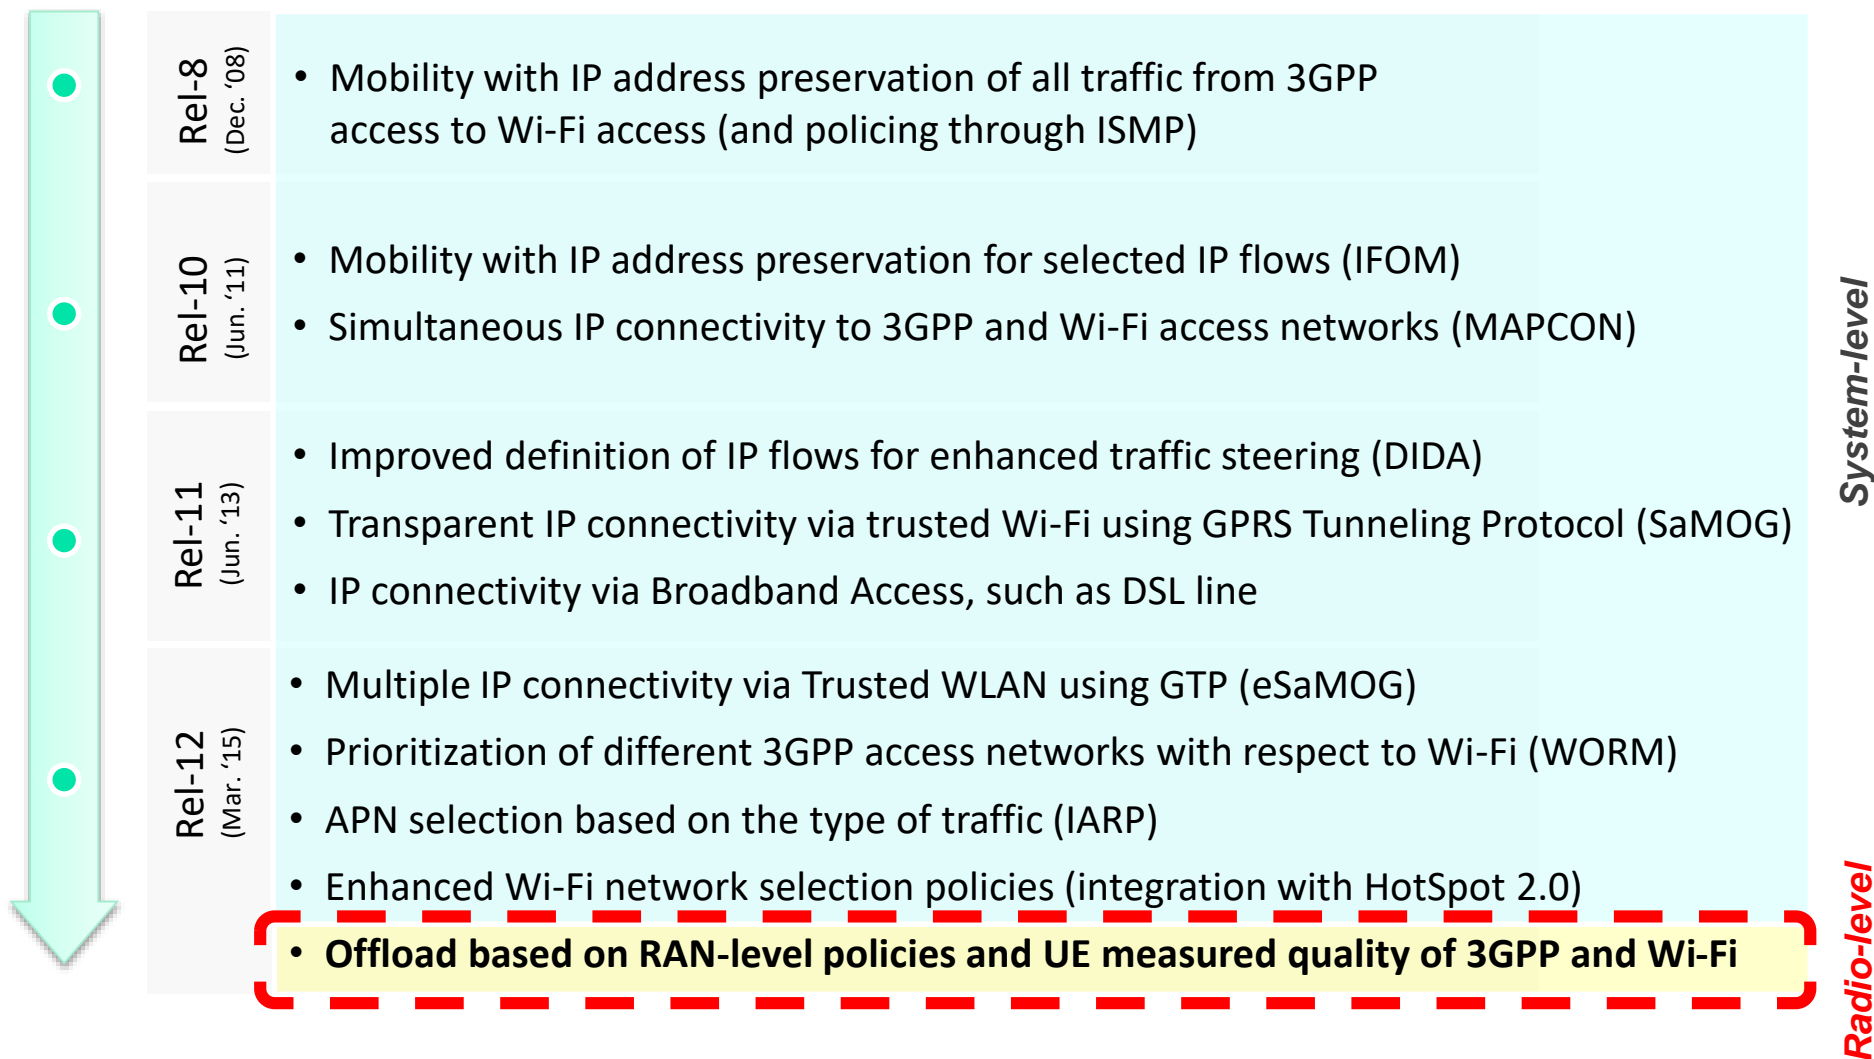 Rel-8
(Dec. ‘08)
• Mobility with IP address preservation of all traffic from 3GPP
access to Wi-Fi access (and policing through ISMP)
Rel-10
(Jun. ‘11)
• Mobility with IP address preservation for selected IP flows (IFOM)
• Simultaneous IP connectivity to 3GPP and Wi-Fi access networks (MAPCON)
Rel-11
(Jun. ‘13)
• Improved definition of IP flows for enhanced traffic steering (DIDA)
• Transparent IP connectivity via trusted Wi-Fi using GPRS Tunneling Protocol (SaMOG)
• IP connectivity via Broadband Access, such as DSL line
Rel-12
(Mar. ‘15)
• Multiple IP connectivity via Trusted WLAN using GTP (eSaMOG)
• Prioritization of different 3GPP access networks with respect to Wi-Fi (WORM)
• APN selection based on the type of traffic (IARP)
• Enhanced Wi-Fi network selection policies (integration with HotSpot 2.0)
• Offload based on RAN-level policies and UE measured quality of 3GPP and Wi-Fi
System-level
Radio-level